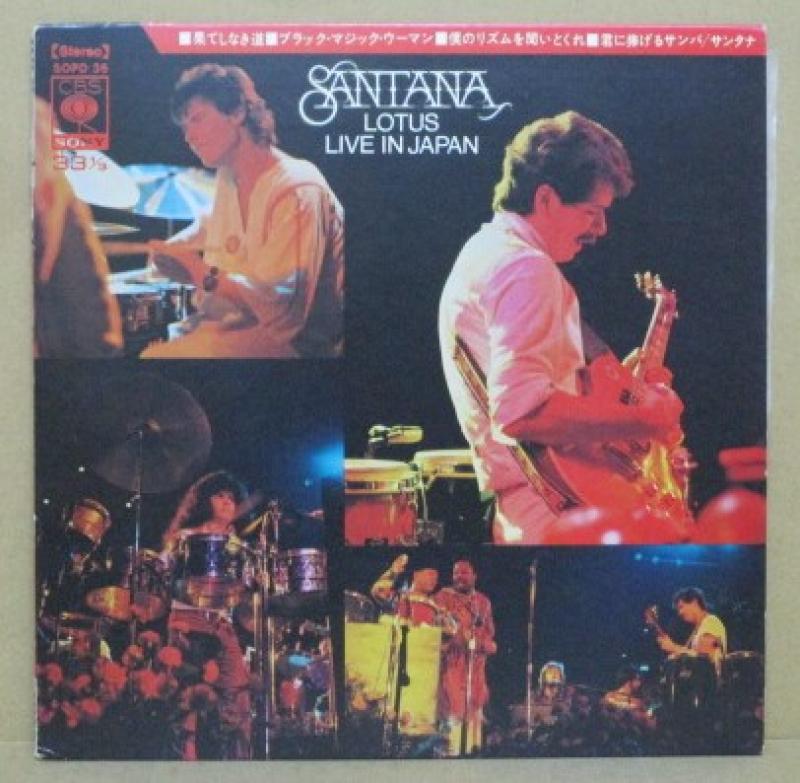 ■果てしなき道■ブラック・マジック・ウーマン■僕のリズムを聞いとくれ■君に捧げるサンバ/サンタナ
【Stereo】
SOPO 36
CBS
SONY
33⅓
SANTANA
LOTUS
LIVE IN JAPAN